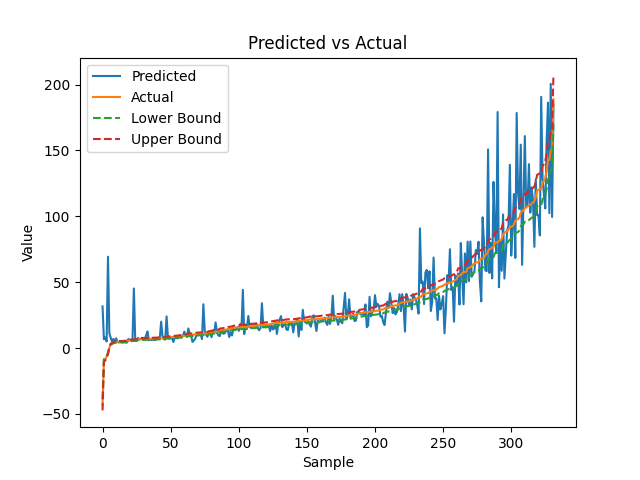 Predicted vs Actual
Predicted
Actual
Lower Bound
Upper Bound
200
150
100
50
0
−50
Value
0 50 100 150 200 250 300
Sample